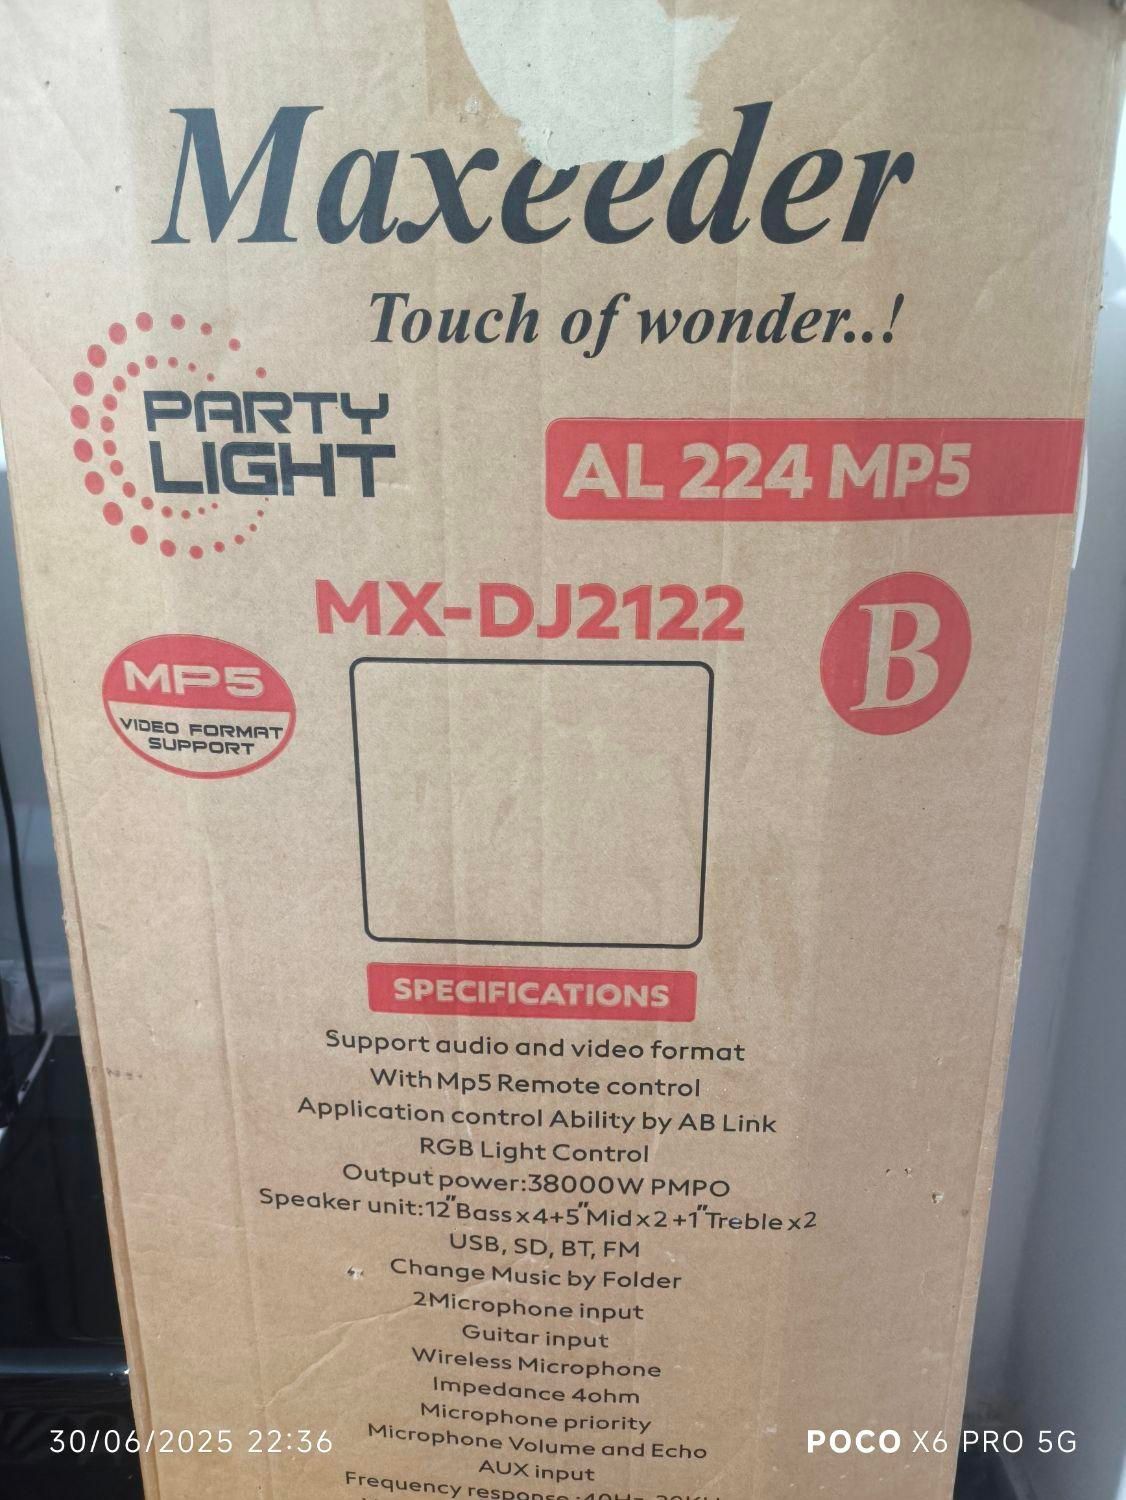 Maxeeder
Touch of wonder..!
PARTY
LIGHT
AL 224 MP5
MX-DJ2122
B
MP5
VIDEO FORMAT
SUPPORT
SPECIFICATIONS
Support audio and video format
With Mp5 Remote control
Application control Ability by AB Link
RGB Light Control
Output power:38000W PMPO
Speaker unit:12"Bass x4+5"Mid x2+1"Treble x2
USB, SD, BT, FM
Change Music by Folder
2Microphone input
Guitar input
Wireless Microphone
Impedance 4ohm
Microphone priority
Microphone Volume and Echo
AUX input
Frequency response
30/06/2025 22:36
POCO X6 PRO 5G